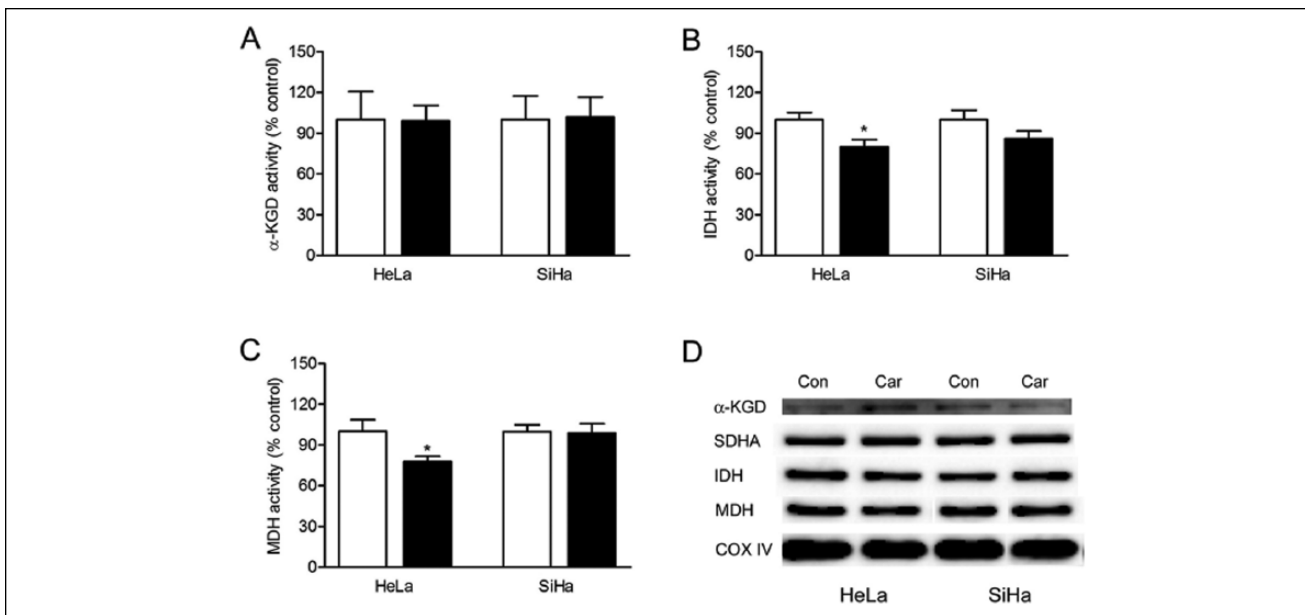 A
α-KGD activity (% control)
150
120
90
60
30
0
HeLa SiHa
B
IDH activity (% control)
150
120
90
60
30
0
*
HeLa SiHa
C
MDH activity (% control)
150
120
90
60
30
0
*
HeLa SiHa
D
Con Car Con Car
α-KGD
SDHA
IDH
MDH
COX IV
HeLa SiHa